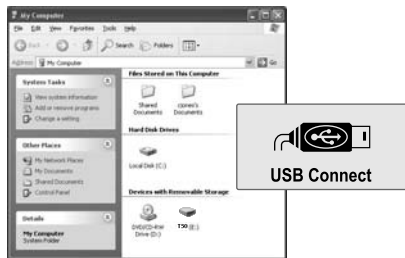 My Computer
File Edit View Favorites Tools Help
Back Search Folders
Address My Computer Go
System Tasks
View system information
Add or remove programs
Change a setting
Other Places
My Network Places
My Documents
Shared Documents
Control Panel
Details
My Computer
System Folder
Files Stored on This Computer
Shared Documents
Documents
Hard Disk Drives
Local Disk (C:)
Devices with Removable Storage
DVD/CD-RW Drive (D:)
T50 (E:)
USB Connect